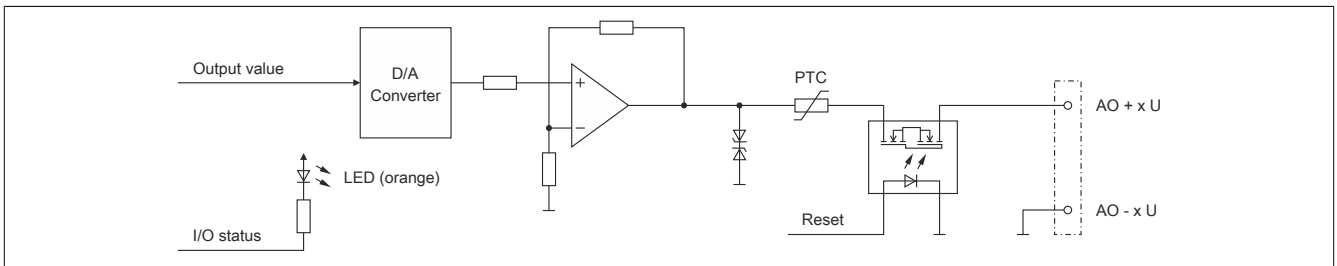 Output value
D/A
Converter
+
−
PTC
AO + x U
LED (orange)
I/O status
Reset
AO - x U